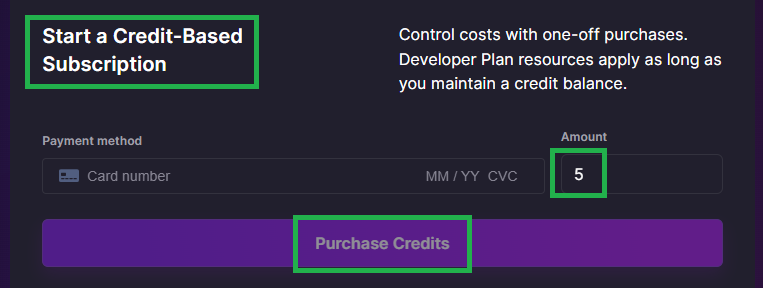 Start a Credit-Based
Subscription
Control costs with one-off purchases.
Developer Plan resources apply as long as
you maintain a credit balance.
Payment method
Amount
Card number
MM / YY CVC
5
Purchase Credits